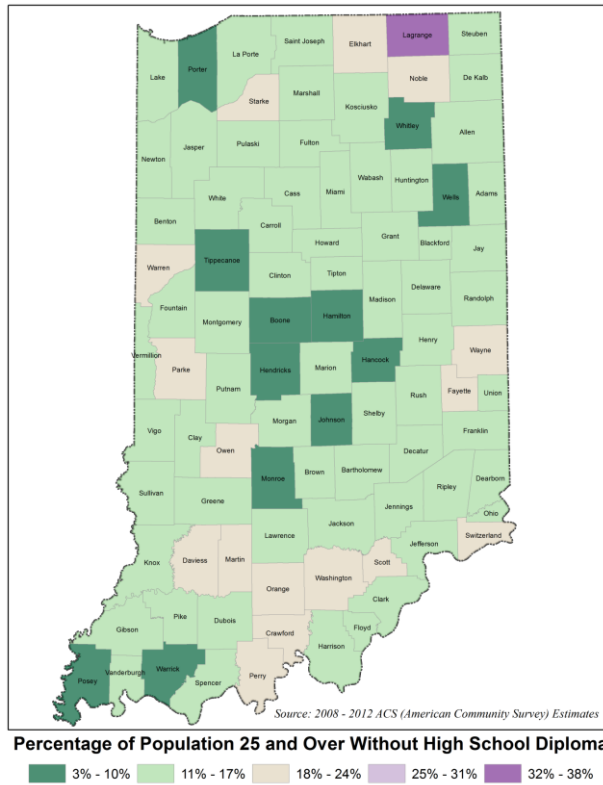 Steuben
Lagrange
Elkhart
Saint Joseph
La Porte
Porter
Lake
Noble
De Kalb
Starke
Marshall
Kosciusko
Whitley
Allen
Newton
Jasper
Pulaski
Fulton
Wabash
Huntington
Wells
Adams
White
Cass
Miami
Benton
Carroll
Howard
Grant
Blackford
Jay
Warren
Tippecanoe
Clinton
Tipton
Madison
Delaware
Randolph
Fountain
Montgomery
Boone
Hamilton
Henry
Wayne
Vermillion
Parke
Putnam
Hendricks
Marion
Hancock
Rush
Fayette
Union
Vigo
Clay
Owen
Morgan
Johnson
Shelby
Franklin
Sullivan
Greene
Monroe
Brown
Bartholomew
Decatur
Ripley
Dearborn
Ohio
Knox
Daviess
Martin
Lawrence
Jackson
Jennings
Jefferson
Switzerland
Orange
Washington
Scott
Clark
Gibson
Pike
Dubois
Crawford
Floyd
Harrison
Posey
Vanderburgh
Warrick
Spencer
Perry
Source: 2008 - 2012 ACS (American Community Survey) Estimates
Percentage of Population 25 and Over Without High School Diploma
3% - 10% 11% - 17% 18% - 24% 25% - 31% 32% - 38%